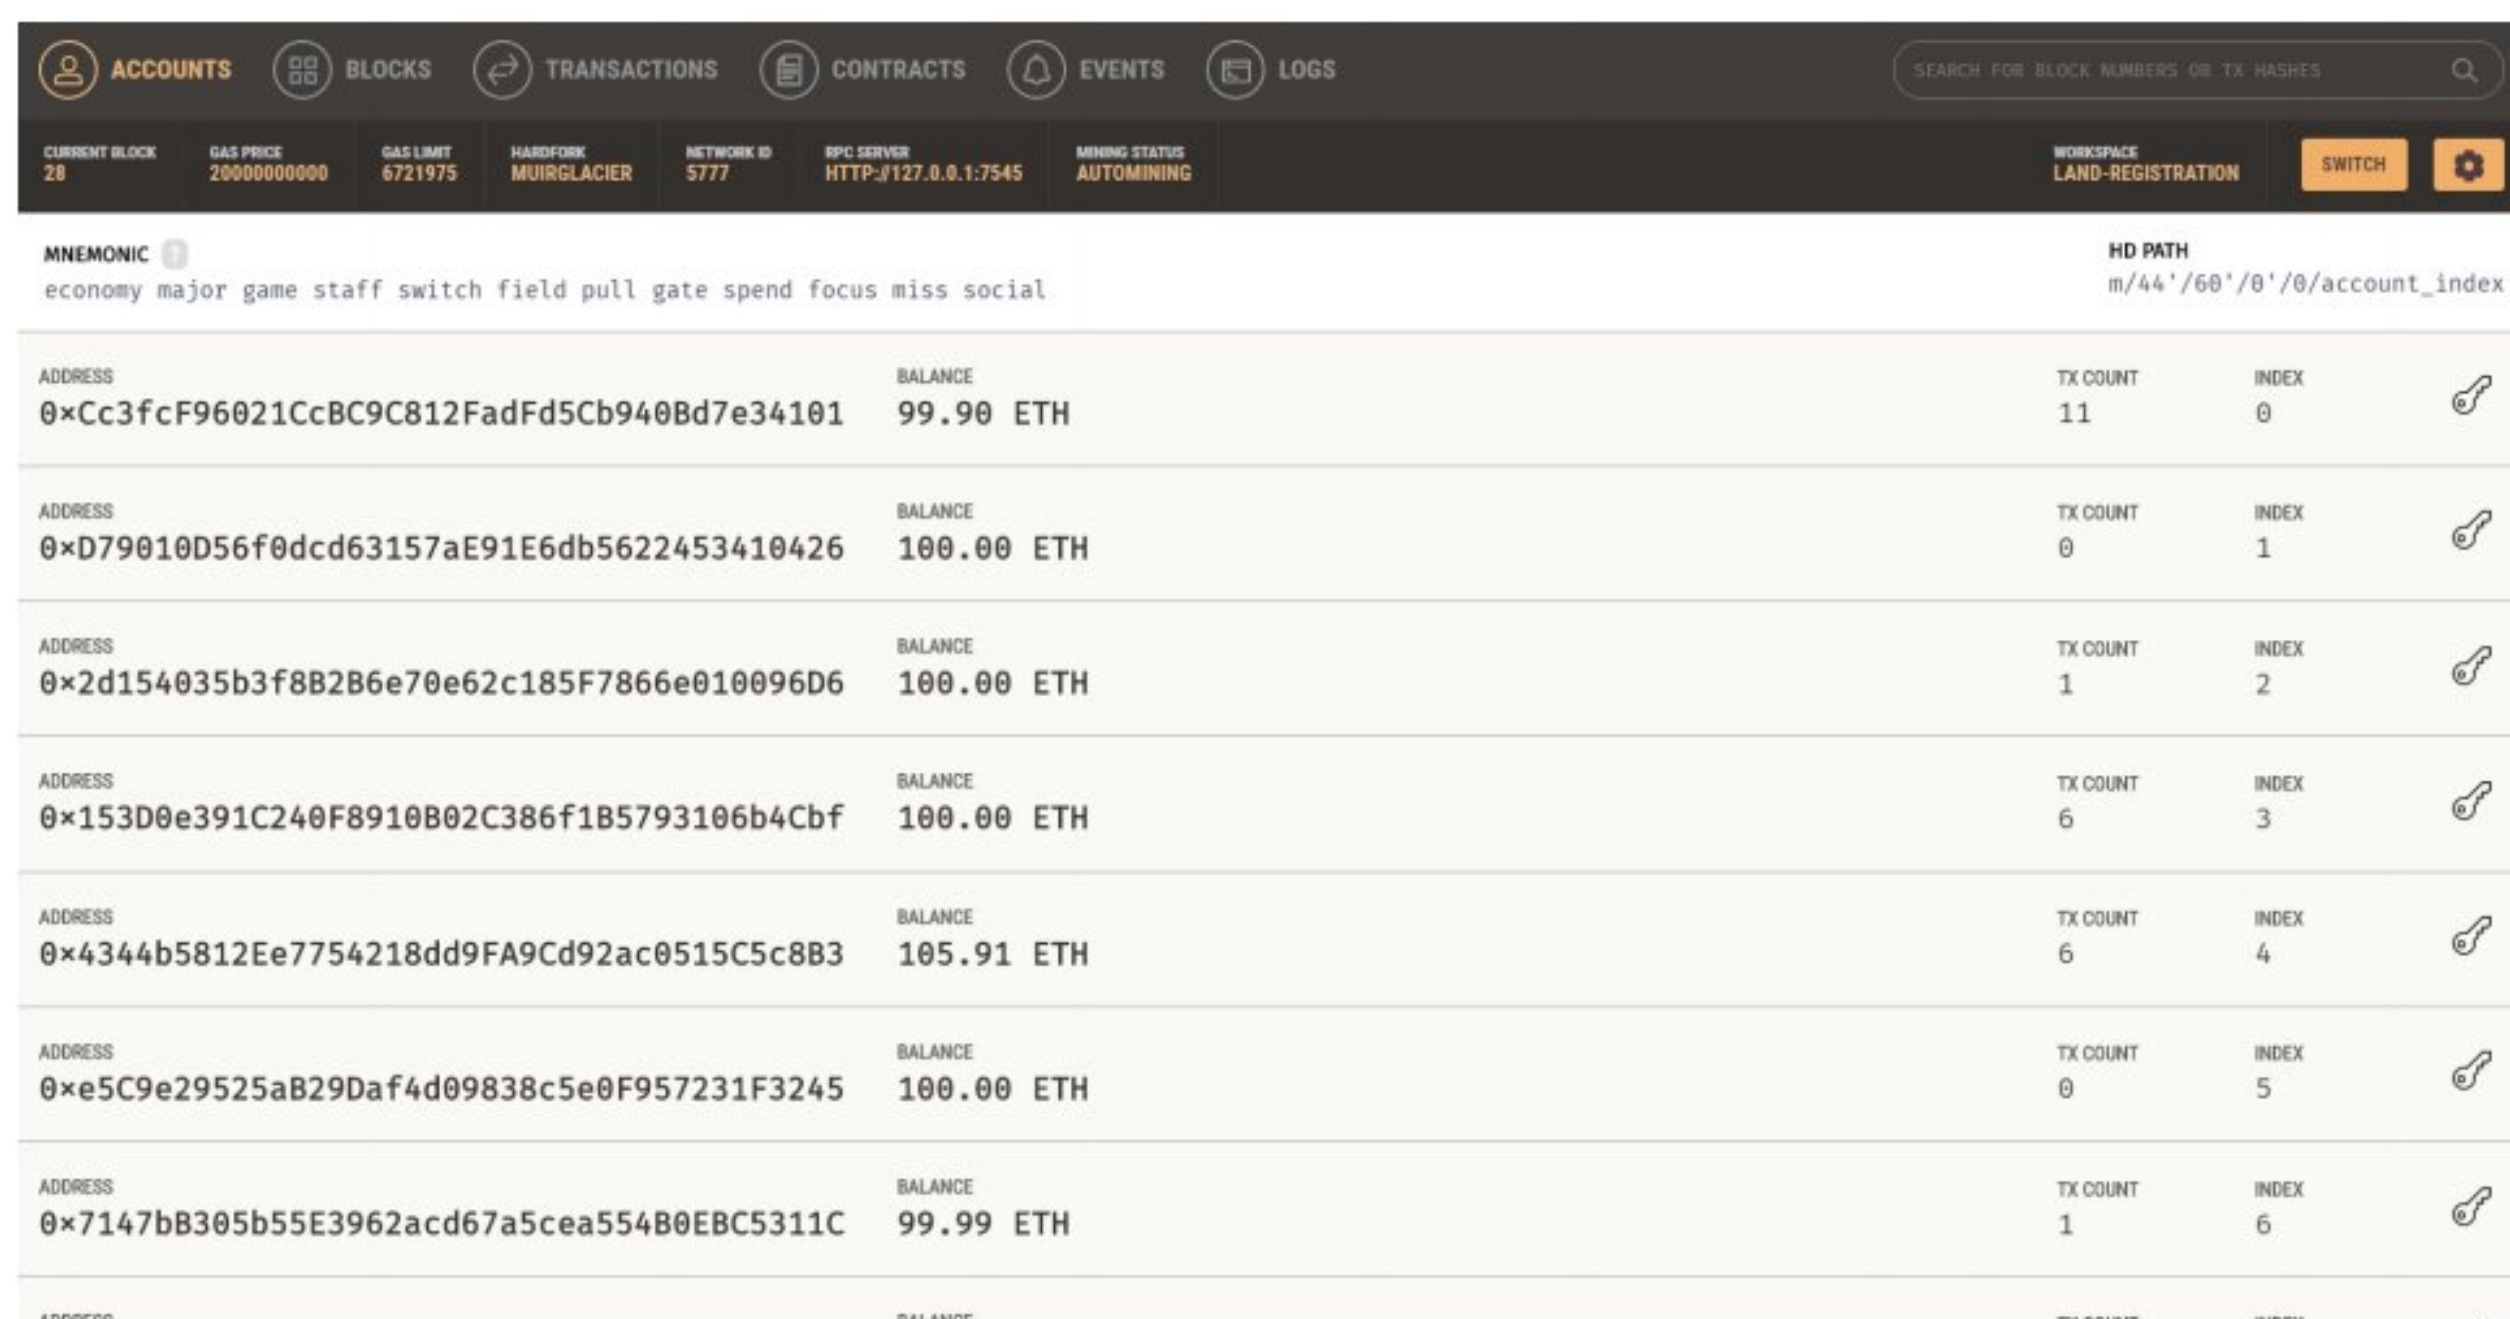 ACCOUNTS BLOCKS TRANSACTIONS CONTRACTS EVENTS LOGS SEARCH FOR BLOCK NUMBERS OR TX HASHES
CURRENT BLOCK GAS PRICE GAS LIMIT HARDFORK NETWORK ID RPC SERVER MINING STATUS WORKSPACE
28 20000000000 6721975 MUIRGLACIER 5777 HTTP://127.0.0.1:7545 AUTOMINING LAND-REGISTRATION SWITCH
MNEMONIC ? HD PATH
economy major game staff switch field pull gate spend focus miss social m/44'/60'/0'/0/account_index
ADDRESS BALANCE TX COUNT INDEX
0×Cc3fcF96021CcBC9C812FadFd5Cb940Bd7e34101 99.90 ETH 11 0
ADDRESS BALANCE TX COUNT INDEX
0×D79010D56f0dcd63157aE91E6db5622453410426 100.00 ETH 0 1
ADDRESS BALANCE TX COUNT INDEX
0×2d154035b3f8B2B6e70e62c185F7866e010096D6 100.00 ETH 1 2
ADDRESS BALANCE TX COUNT INDEX
0×153D0e391C240F8910B02C386f1B5793106b4Cbf 100.00 ETH 6 3
ADDRESS BALANCE TX COUNT INDEX
0×4344b5812Ee7754218dd9FA9Cd92ac0515C5c8B3 105.91 ETH 6 4
ADDRESS BALANCE TX COUNT INDEX
0×e5C9e29525aB29Daf4d09838c5e0F957231F3245 100.00 ETH 0 5
ADDRESS BALANCE TX COUNT INDEX
0×7147bB305b55E3962acd67a5cea554B0EBC5311C 99.99 ETH 1 6